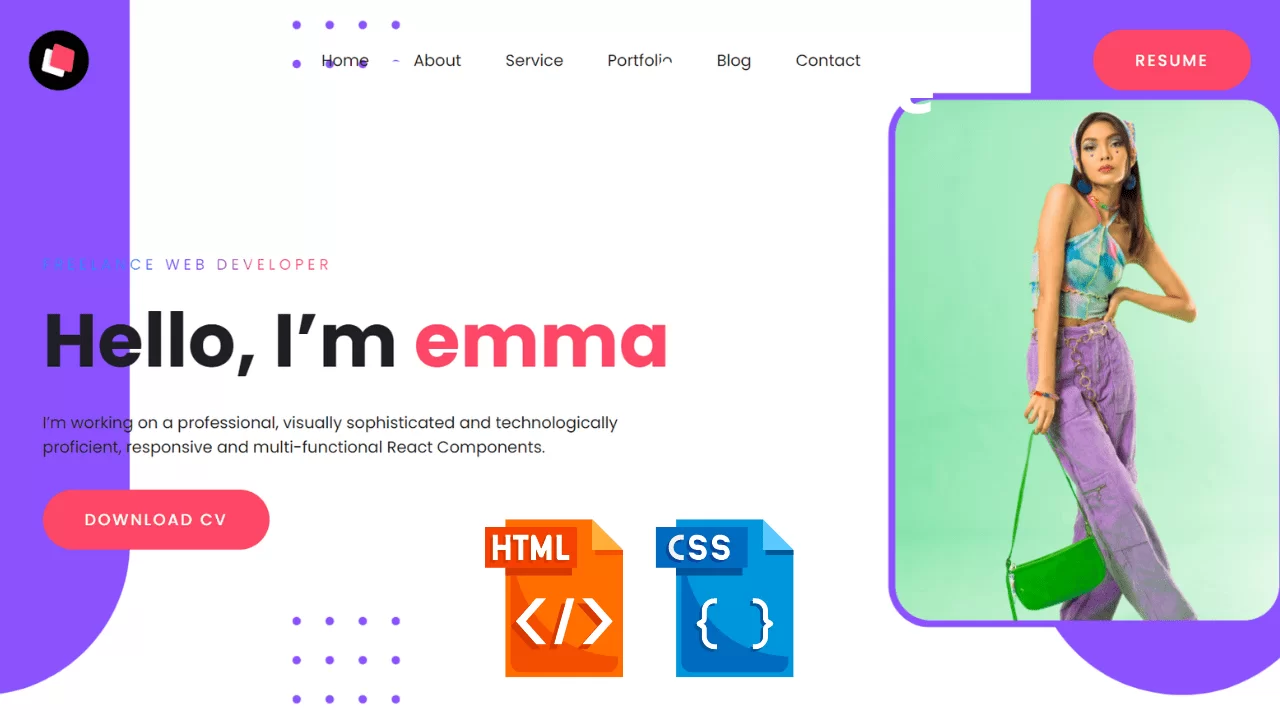 Home About Service Portfolio Blog Contact RESUME
FREELANCE WEB DEVELOPER
Hello, I’m emma
I’m working on a professional, visually sophisticated and technologically
proficient, responsive and multi-functional React Components.
DOWNLOAD CV
HTML CSS
</> { }